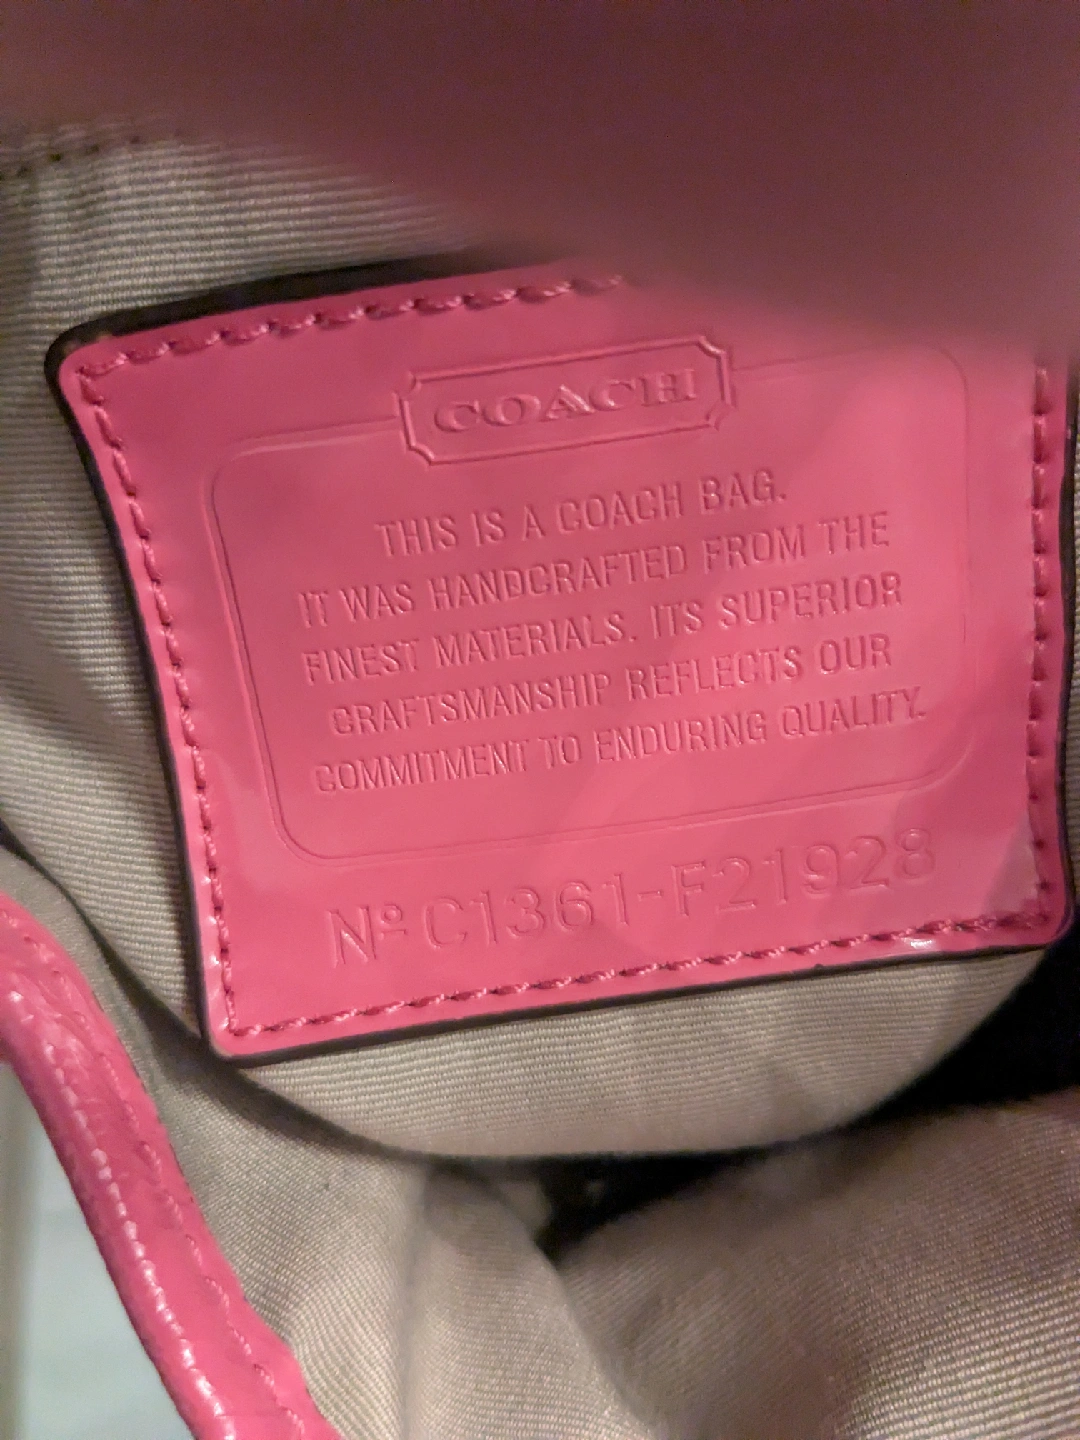 COACH
THIS IS A COACH BAG.
IT WAS HANDCRAFTED FROM THE
FINEST MATERIALS. ITS SUPERIOR
CRAFTSMANSHIP REFLECTS OUR
COMMITMENT TO ENDURING QUALITY.
Nº C1361-F21928